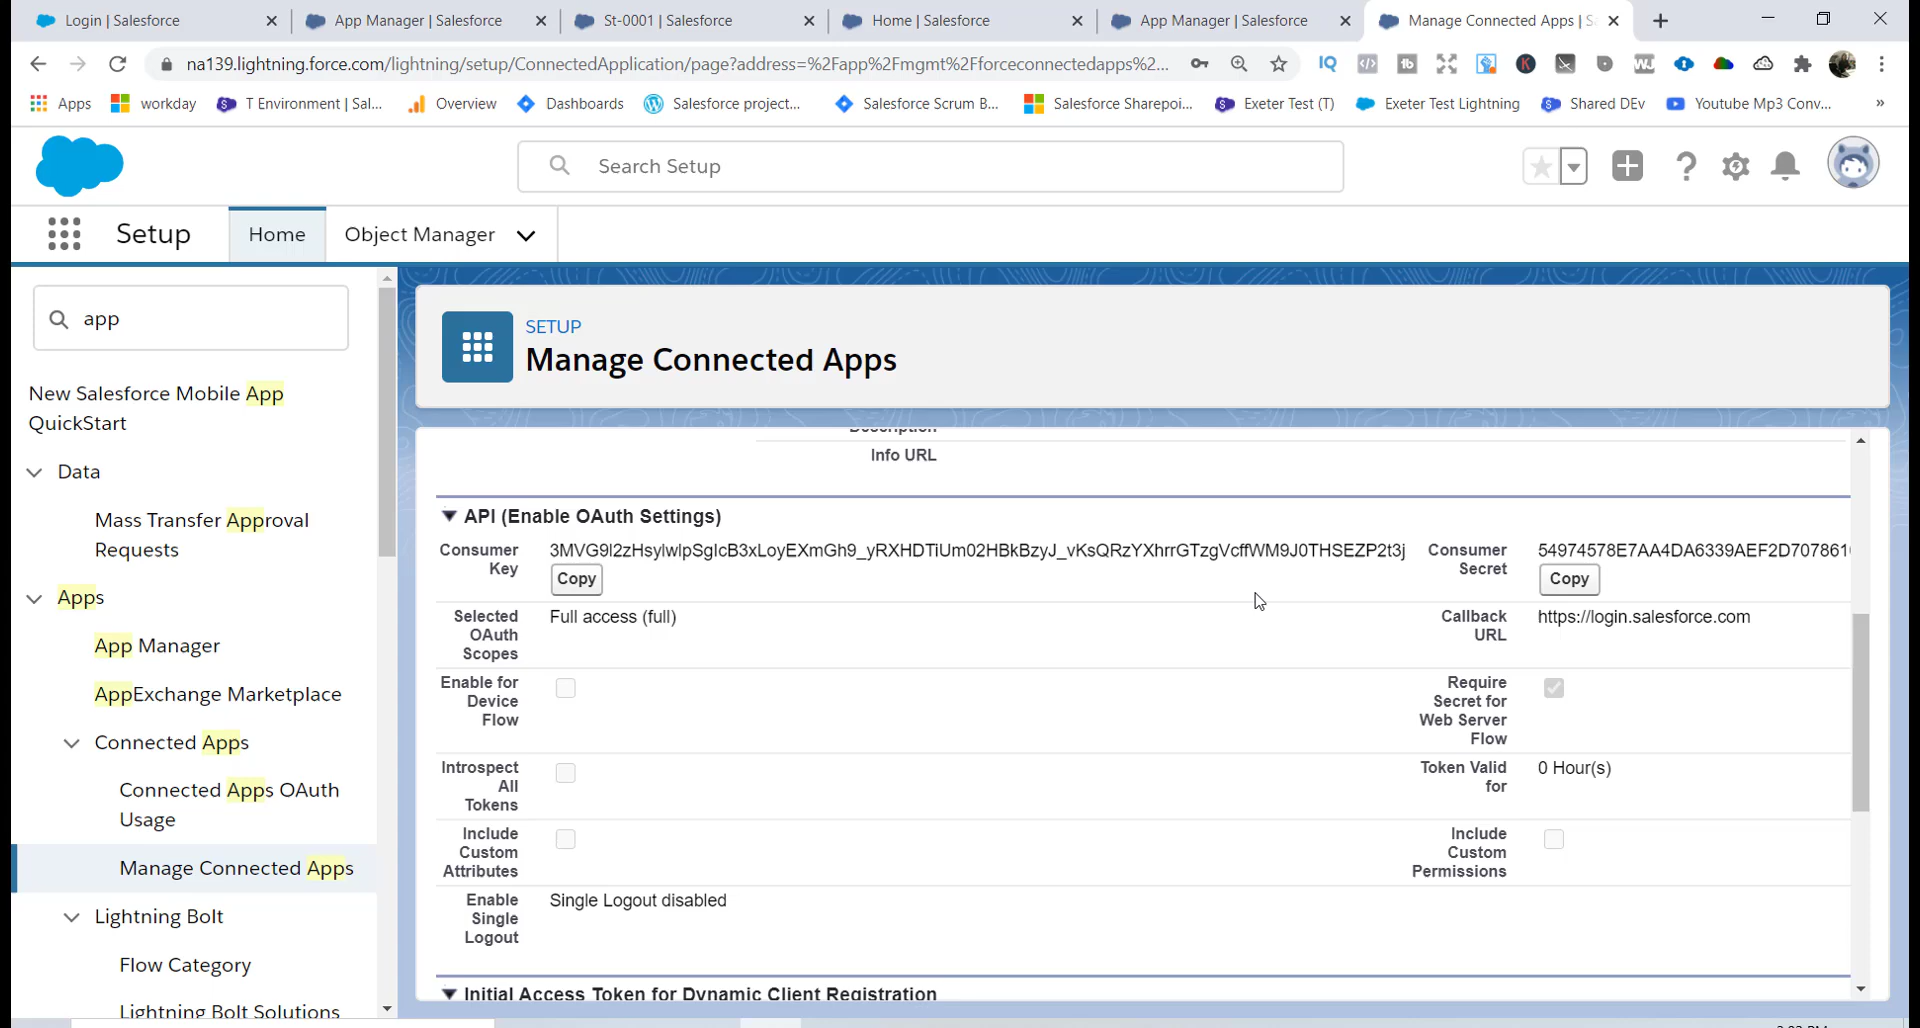 Login | Salesforce
App Manager | Salesforce
St-0001 | Salesforce
Home | Salesforce
App Manager | Salesforce
Manage Connected Apps | S
na139.lightning.force.com/lightning/setup/ConnectedApplication/page?address=%2Fapp%2Fmgmt%2Fforceconnectedapps%2...
Apps
workday
T Environment | Sal...
Overview
Dashboards
Salesforce project...
Salesforce Scrum B...
Salesforce Sharepoi...
Exeter Test (T)
Exeter Test Lightning
Shared DEv
Youtube Mp3 Conv...
»
Search Setup
Setup
Home
Object Manager
app
New Salesforce Mobile App
QuickStart
Data
Mass Transfer Approval
Requests
Apps
App Manager
AppExchange Marketplace
Connected Apps
Connected Apps OAuth
Usage
Manage Connected Apps
Lightning Bolt
Flow Category
Lightning Bolt Solutions
SETUP
Manage Connected Apps
Description
Info URL
API (Enable OAuth Settings)
Consumer
Key
3MVG9l2zHsylwlpSglcB3xLoyEXmGh9_yRXHDTiUm02HBkBzyJ_vKsQRzYXhrrGTzgVcffWM9J0THSEZP2t3j
Copy
Consumer
Secret
54974578E7AA4DA6339AEF2D707861
Copy
Selected
OAuth
Scopes
Full access (full)
Callback
URL
https://login.salesforce.com
Enable for
Device
Flow
Require
Secret for
Web Server
Flow
Introspect
All
Tokens
Token Valid
for
0 Hour(s)
Include
Custom
Attributes
Include
Custom
Permissions
Enable
Single
Logout
Single Logout disabled
Initial Access Token for Dynamic Client Registration